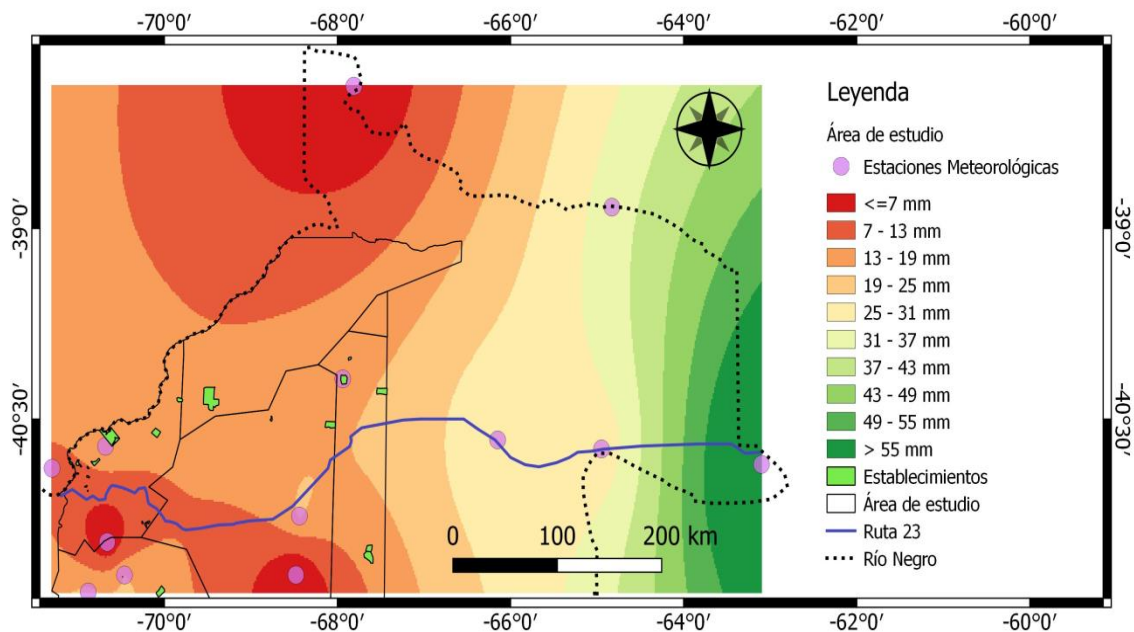 -70°0' -68°0' -66°0' -64°0' -62°0' -60°0'
Leyenda
Área de estudio
Estaciones Meteorológicas
<=7 mm
7 - 13 mm
13 - 19 mm
19 - 25 mm
25 - 31 mm
31 - 37 mm
37 - 43 mm
43 - 49 mm
49 - 55 mm
> 55 mm
Establecimientos
Área de estudio
Ruta 23
Río Negro
-39°0' -39°0'
-40°30' -40°30'
0 100 200 km
-70°0' -68°0' -66°0' -64°0' -62°0' -60°0'